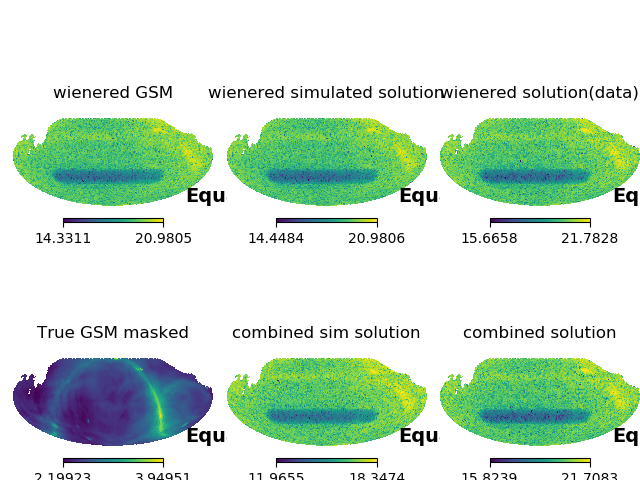 wienered GSM
wienered simulated solution
wienered solution(data)
Equ
Equ
Eq
14.3311 20.9805
14.4484 20.9806
15.6658 21.7828
True GSM masked
combined sim solution
combined solution
Equ
Equ
Eq
2.19923 3.94951
11.9655 18.3474
15.8239 21.7083